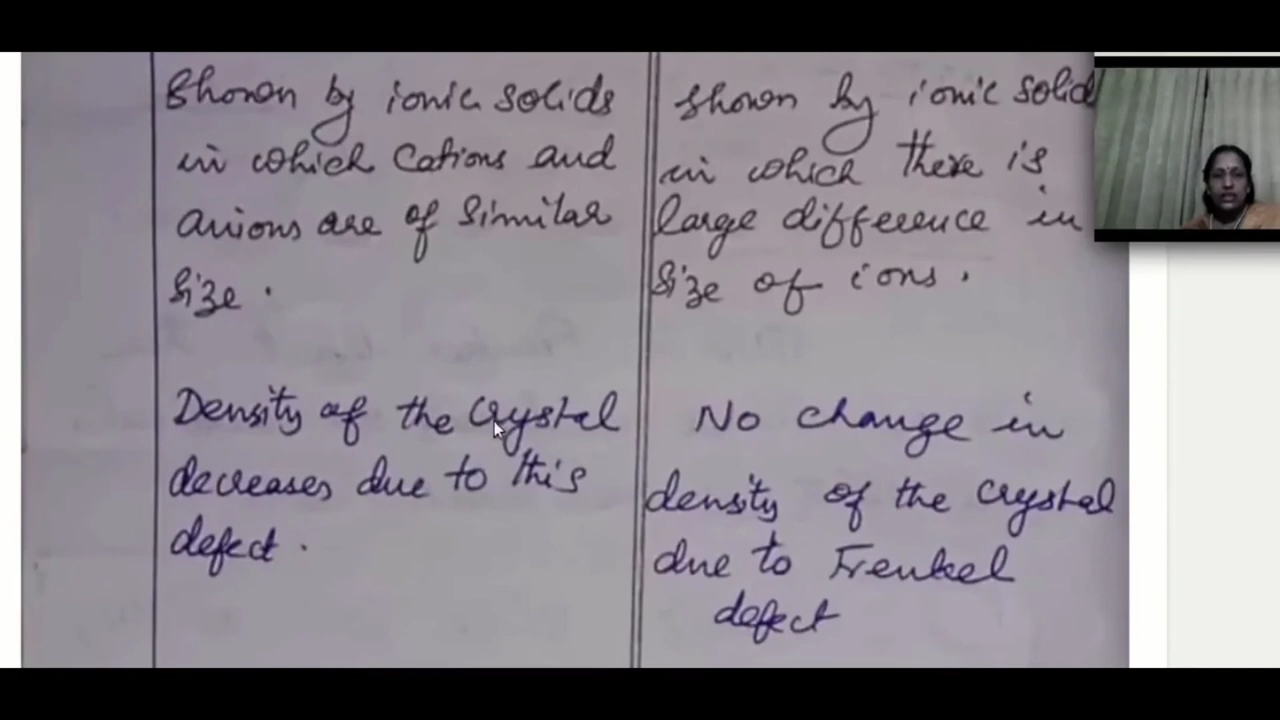 Shown by ionic solids
in which Cations and
anions are of Similar
Size.
Density of the Crystal
decreases due to this
defect.
Shown by ionic solid
in which there is
large difference in
Size of ions.
No change in
density of the crystal
due to Frenkel
defect